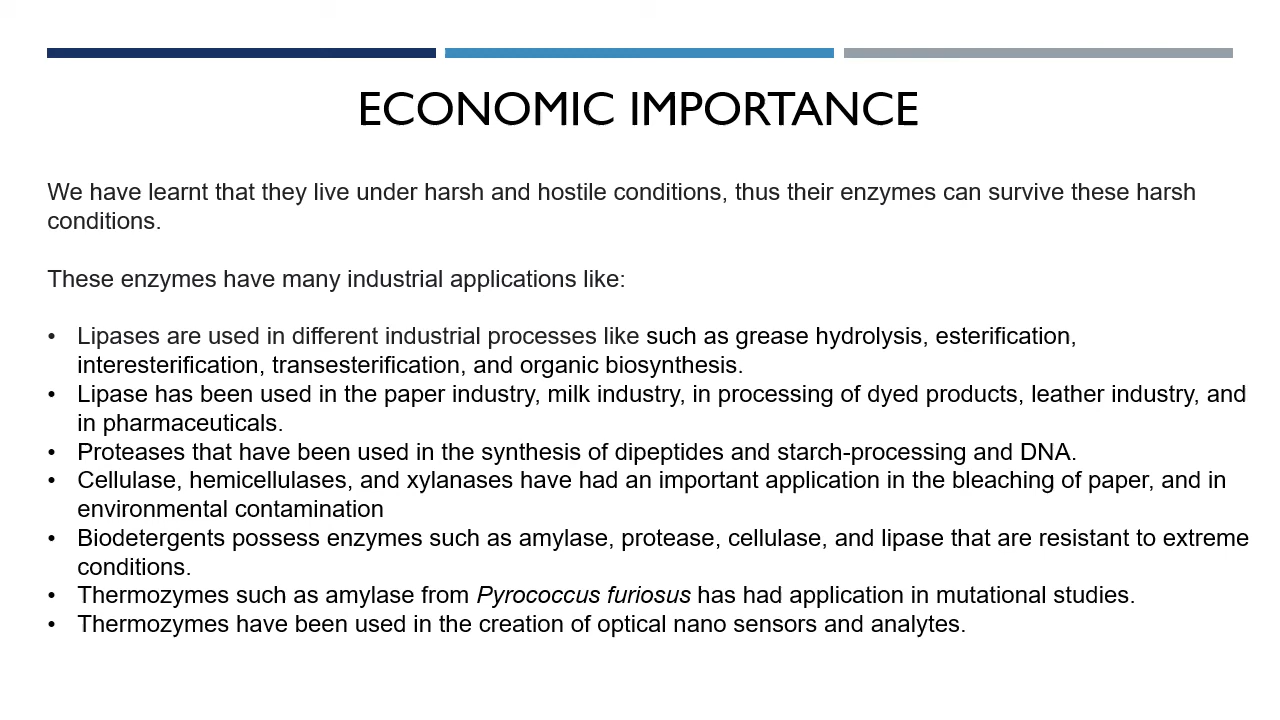 ECONOMIC IMPORTANCE
We have learnt that they live under harsh and hostile conditions, thus their enzymes can survive these harsh
conditions.
These enzymes have many industrial applications like:
• Lipases are used in different industrial processes like such as grease hydrolysis, esterification,
interesterification, transesterification, and organic biosynthesis.
• Lipase has been used in the paper industry, milk industry, in processing of dyed products, leather industry, and
in pharmaceuticals.
• Proteases that have been used in the synthesis of dipeptides and starch-processing and DNA.
• Cellulase, hemicellulases, and xylanases have had an important application in the bleaching of paper, and in
environmental contamination
• Biodetergents possess enzymes such as amylase, protease, cellulase, and lipase that are resistant to extreme
conditions.
• Thermozymes such as amylase from Pyrococcus furiosus has had application in mutational studies.
• Thermozymes have been used in the creation of optical nano sensors and analytes.